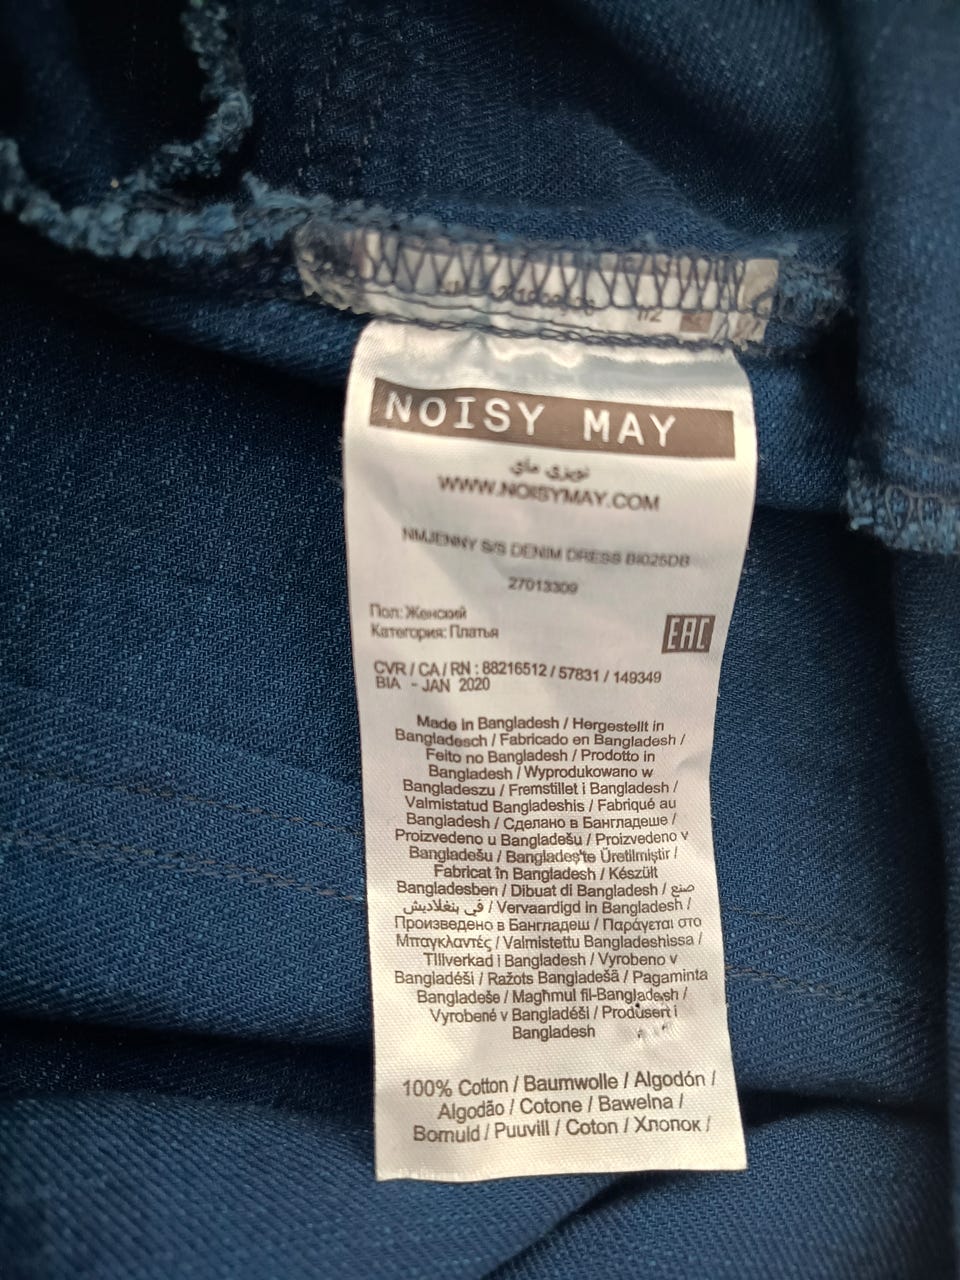 NOISY MAY
نويزي ماي
WWW.NOISYMAY.COM
NMJENNY S/S DENIM DRESS BI025DB
27013309
Пол: Женский
Категория: Платья
EAC
CVR / CA / RN : 88216512 / 57831 / 149349
BIA - JAN 2020
Made in Bangladesh / Hergestellt in
Bangladesch / Fabricado en Bangladesh /
Feito no Bangladesh / Prodotto in
Bangladesh / Wyprodukowano w
Bangladeszu / Fremstillet i Bangladesh /
Valmistatud Bangladeshis / Fabriqué au
Bangladesh / Сделано в Бангладеше /
Proizvedeno u Bangladešu / Proizvedeno v
Bangladešu / Bangladeş'te Üretilmiştir /
Fabricat în Bangladesh / Készült
Bangladesben / Dibuat di Bangladesh / صنع
في بنغلاديش / Vervaardigd in Bangladesh /
Произведено в Бангладеш / Παράγεται στο
Μπαγκλαντές / Valmistettu Bangladeshissa /
Tillverkad i Bangladesh / Vyrobeno v
Bangladéši / Ražots Bangladešā / Pagaminta
Bangladeše / Magħmul fil-Bangladesh /
Vyrobené v Bangladéši / Produsert i
Bangladesh
100% Cotton / Baumwolle / Algodón /
Algodão / Cotone / Bawełna /
Bomuld / Puuvill / Coton / Хлопок /